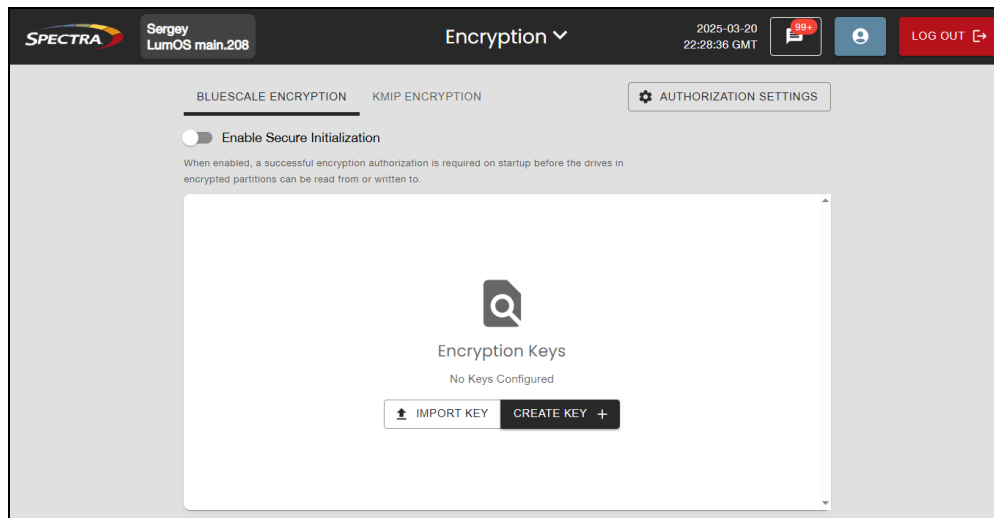 SPECTRA
Sergey
LumOS main.208
Encryption
2025-03-20
22:28:36 GMT
99+
LOG OUT
BLUESCALE ENCRYPTION
KMIP ENCRYPTION
AUTHORIZATION SETTINGS
Enable Secure Initialization
When enabled, a successful encryption authorization is required on startup before the drives in
encrypted partitions can be read from or written to.
Encryption Keys
No Keys Configured
IMPORT KEY
CREATE KEY +